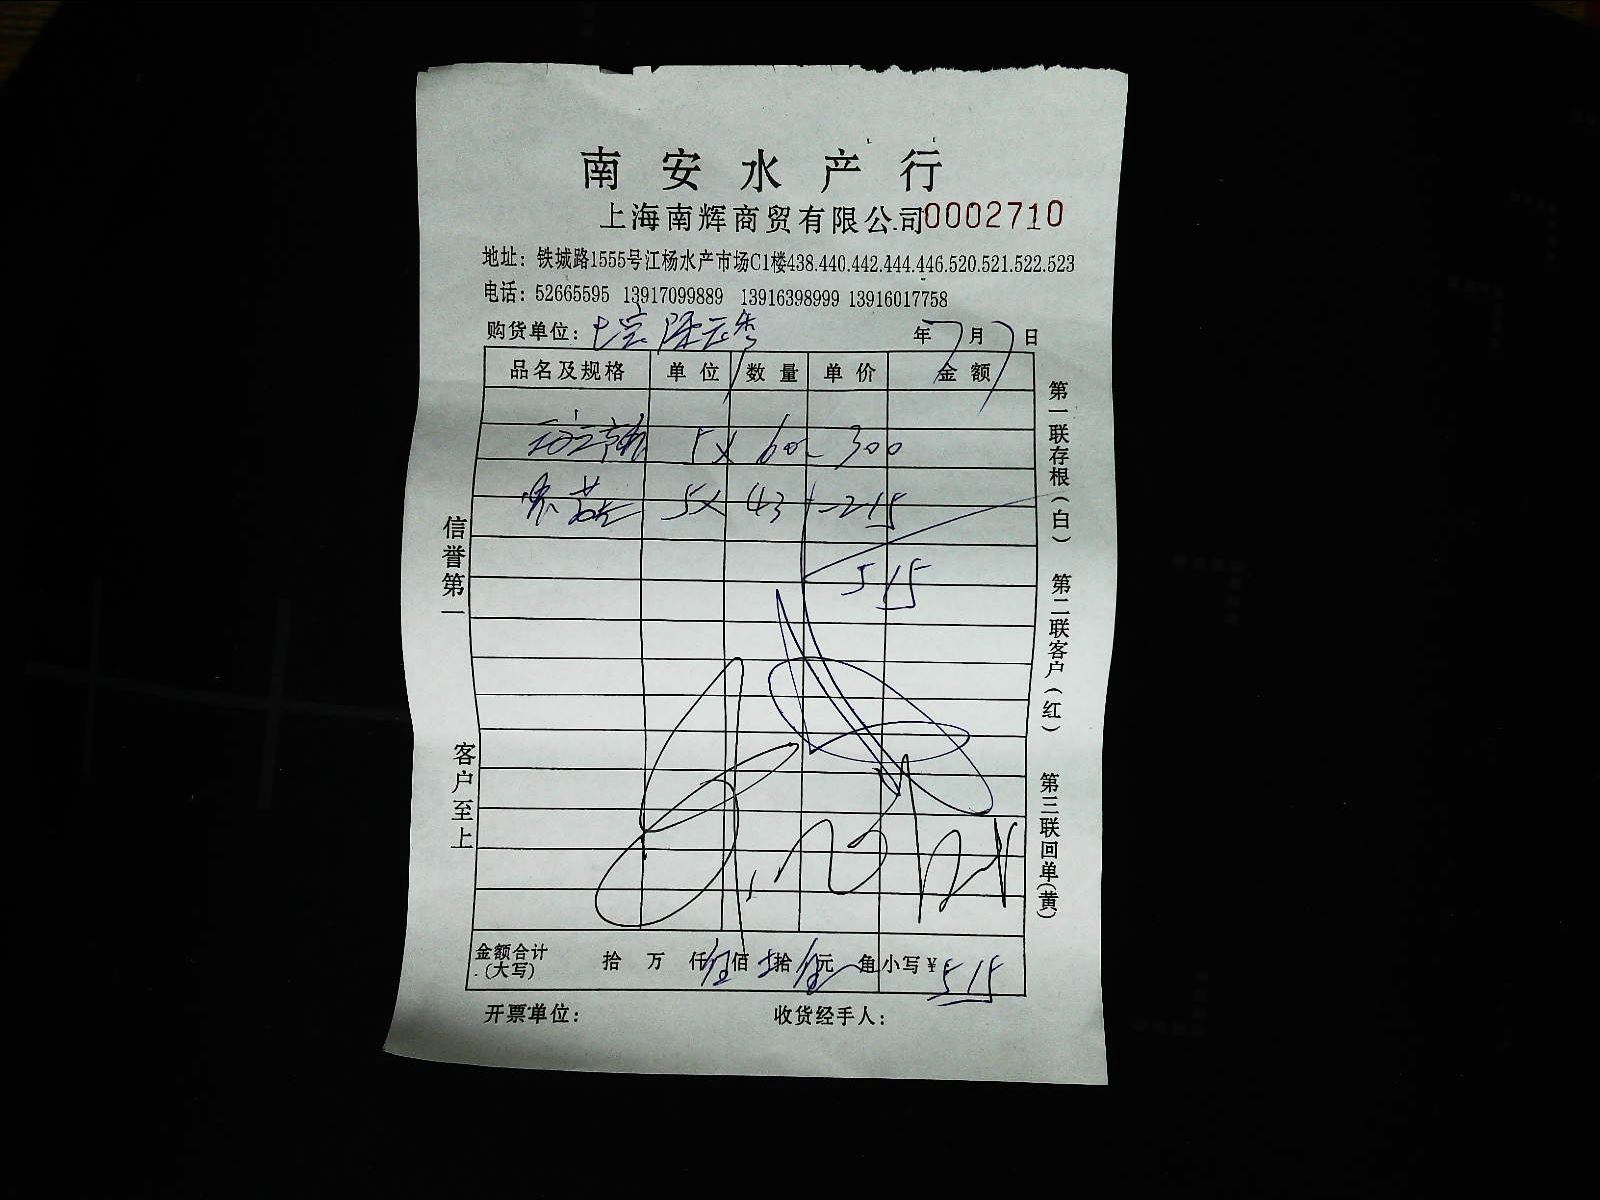 南安水产行
上海南辉商贸有限公司 0002710
地址：铁城路1555号江杨水产市场C1楼438.440.442.444.446.520.521.522.523
电话：52665595 13917099889 13916398999 13916017758
购货单位：
年 7 月 7 日
品名及规格 单位 数量 单价 金额
5 x 60 - 300
5 x 43 - 215
515
金额合计（大写） 拾 万 仟 伍 佰 拾 伍 元 角 小写￥515
开票单位： 收货经手人：
信誉第一
客户至上
第一联存根（白） 第二联客户（红） 第三联回单（黄）